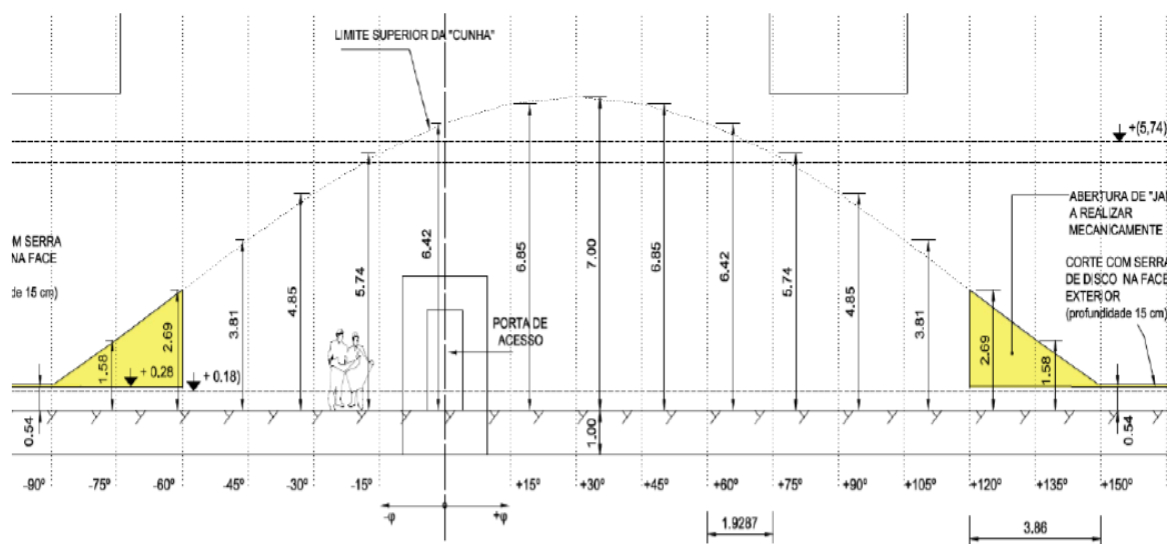 LIMITE SUPERIOR DA "CUNHA"
+(5,74)
ABERTURA DE "JA
A REALIZAR
MECANICAMENTE
M SERRA
NA FACE
de 15 cm)
CORTE COM SERRA
DE DISCO NA FACE
EXTERIOR
(profundidade 15 cm)
PORTA DE
ACESSO
0.54
1.58
2.69
3.81
4.85
5.74
6.42
6.85
7.00
6.85
6.42
5.74
4.85
3.81
2.69
1.58
0.54
+ 0,28
+ 0.18)
1.00
-90º -75º -60º -45º -30º -15º +15º +30º +45º +60º +75º +90º +105º +120º +135º +150º
-φ +φ
1.9287
3.86